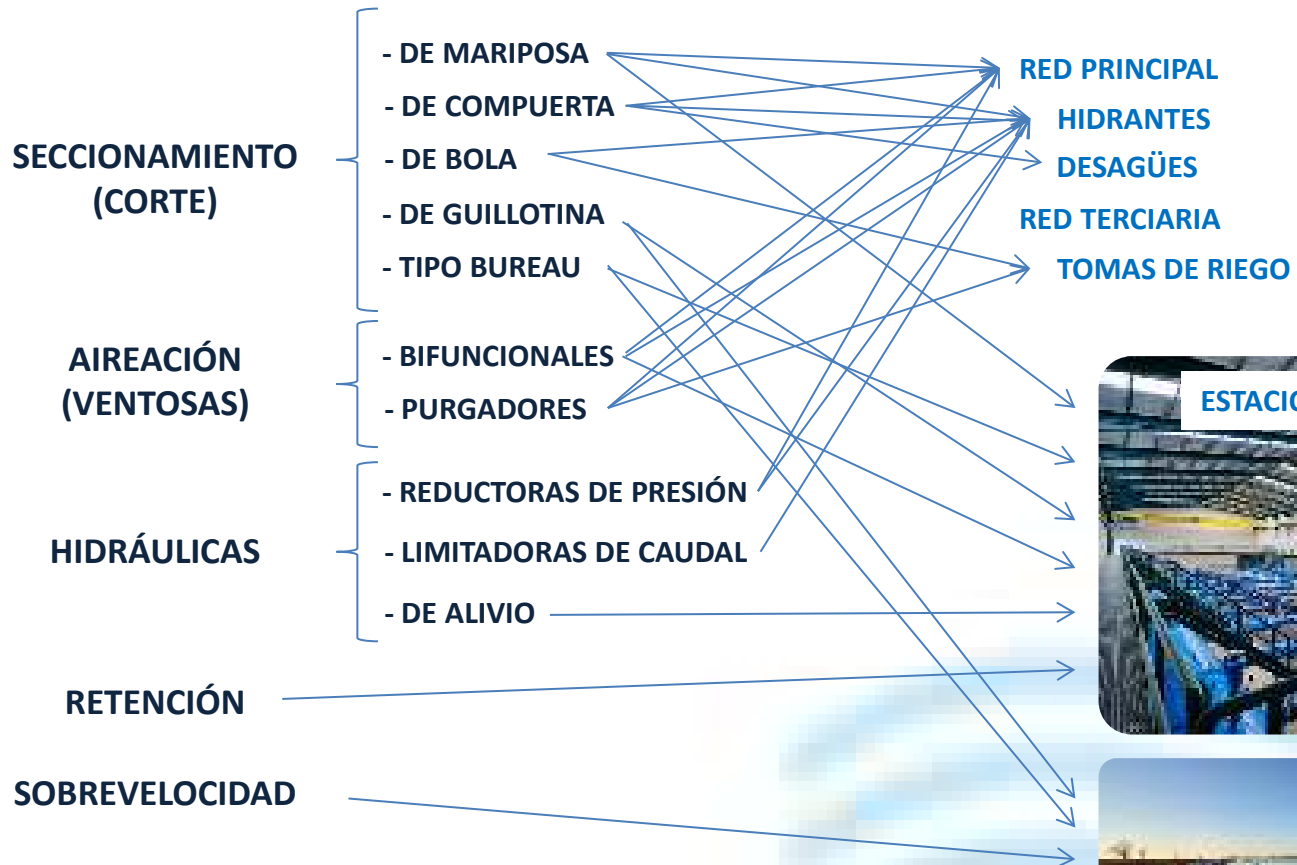 SECCIONAMIENTO
(CORTE)
- DE MARIPOSA
- DE COMPUERTA
- DE BOLA
- DE GUILLOTINA
- TIPO BUREAU
AIREACIÓN
(VENTOSAS)
- BIFUNCIONALES
- PURGADORES
HIDRÁULICAS
- REDUCTORAS DE PRESIÓN
- LIMITADORAS DE CAUDAL
- DE ALIVIO
RETENCIÓN
SOBREVELOCIDAD
RED PRINCIPAL
HIDRANTES
DESAGÜES
RED TERCIARIA
TOMAS DE RIEGO